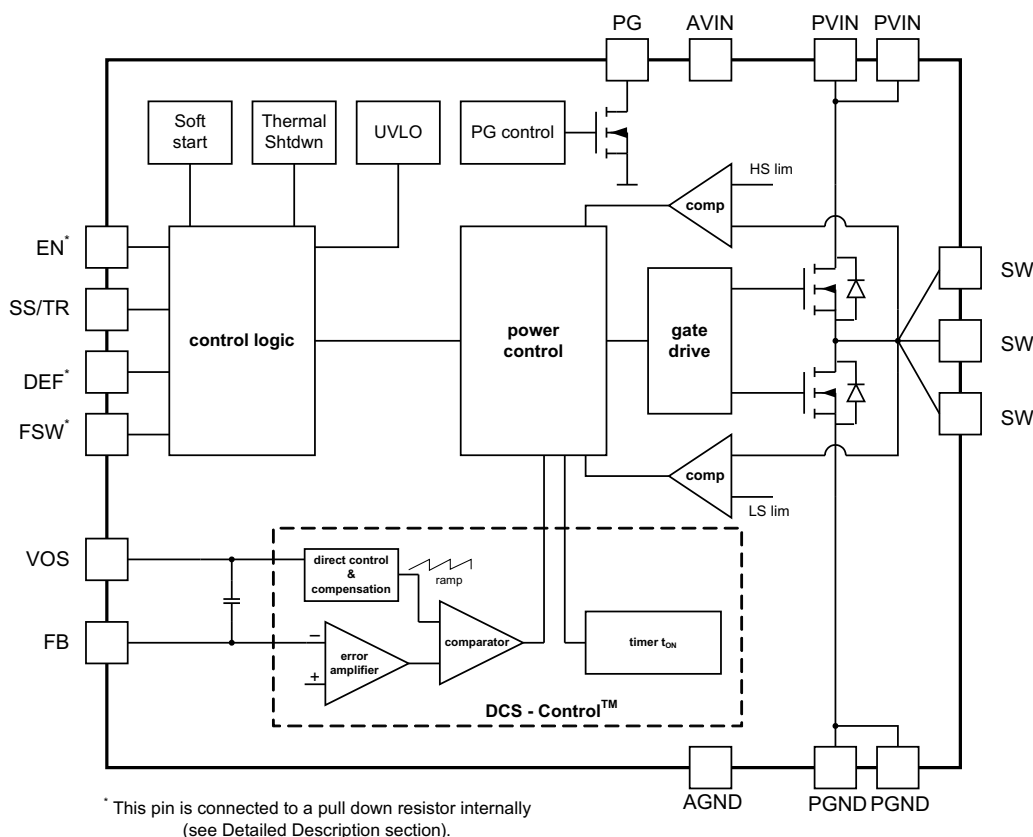 PG
AVIN
PVIN
PVIN
Soft
start
Thermal
Shtdwn
UVLO
PG control
HS lim
comp
EN*
SS/TR
DEF*
FSW*
control logic
power
control
gate
drive
SW
SW
SW
comp
LS lim
VOS
FB
direct control
&
compensation
ramp
−
+
error
amplifier
comparator
timer tON
DCS - Control™
AGND
PGND
PGND
* This pin is connected to a pull down resistor internally
(see Detailed Description section).